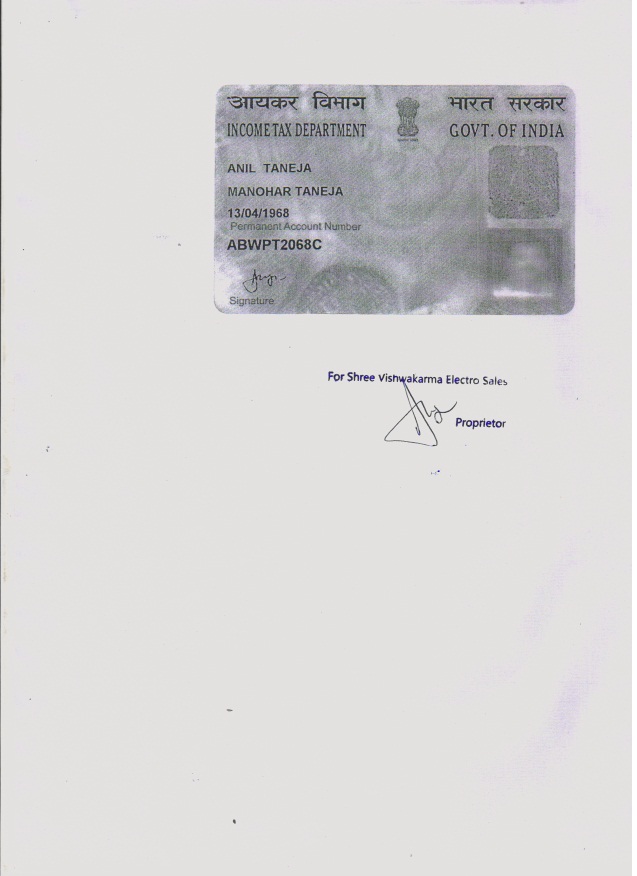 आयकर विभाग भारत सरकार
INCOME TAX DEPARTMENT GOVT. OF INDIA
ANIL TANEJA
MANOHAR TANEJA
13/04/1968
Permanent Account Number
ABWPT2068C
Signature
For Shree Vishwakarma Electro Sales
Proprietor